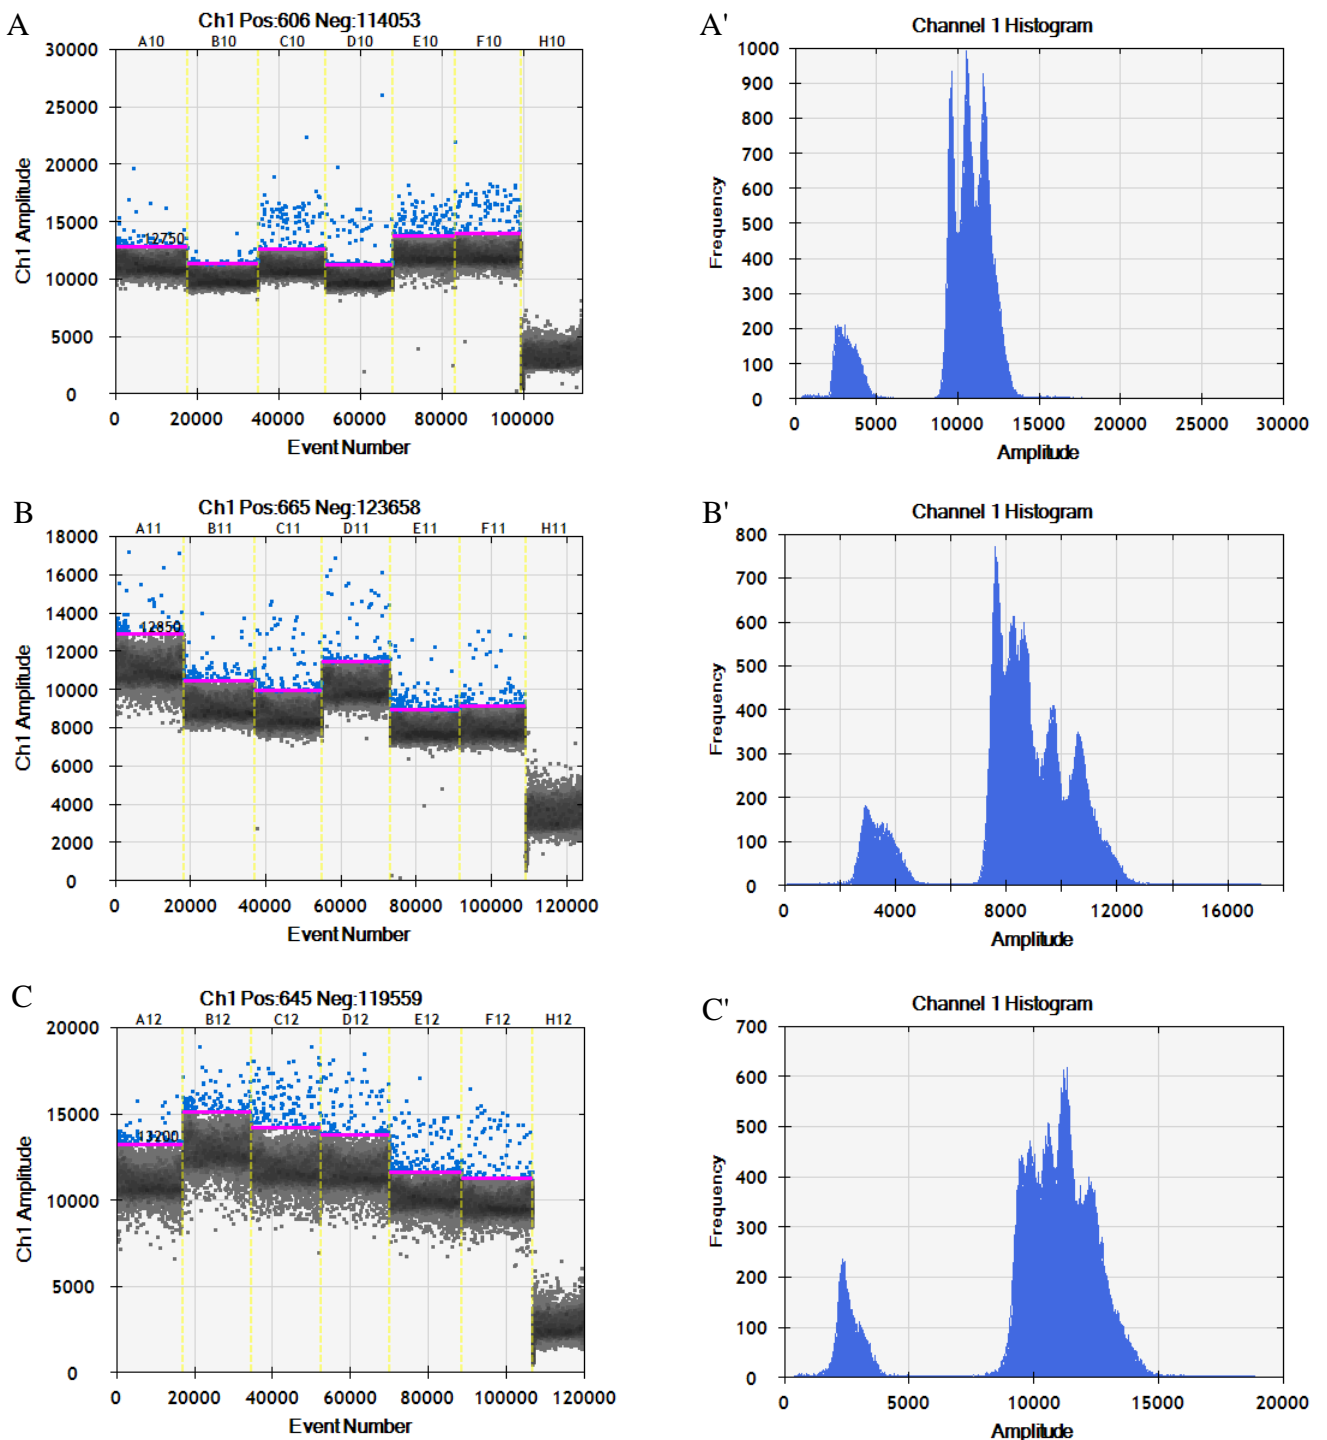 A
Ch1 Pos:606 Neg:114053
A10 B10 C10 D10 E10 F10 H10
30000
25000
20000
15000
10000
5000
0
12750
Ch1 Amplitude
0 20000 40000 60000 80000 100000
Event Number
A'
Channel 1 Histogram
1000
900
800
700
600
500
400
300
200
100
0
Frequency
0 5000 10000 15000 20000 25000 30000
Amplitude
B
Ch1 Pos:665 Neg:123658
A11 B11 C11 D11 E11 F11 H11
18000
16000
14000
12000
10000
8000
6000
4000
2000
0
12850
Ch1 Amplitude
0 20000 40000 60000 80000 100000 120000
Event Number
B'
Channel 1 Histogram
800
700
600
500
400
300
200
100
0
Frequency
0 4000 8000 12000 16000
Amplitude
C
Ch1 Pos:645 Neg:119559
A12 B12 C12 D12 E12 F12 H12
20000
15000
10000
5000
0
13200
Ch1 Amplitude
0 20000 40000 60000 80000 100000 120000
Event Number
C'
Channel 1 Histogram
700
600
500
400
300
200
100
0
Frequency
0 5000 10000 15000 20000
Amplitude